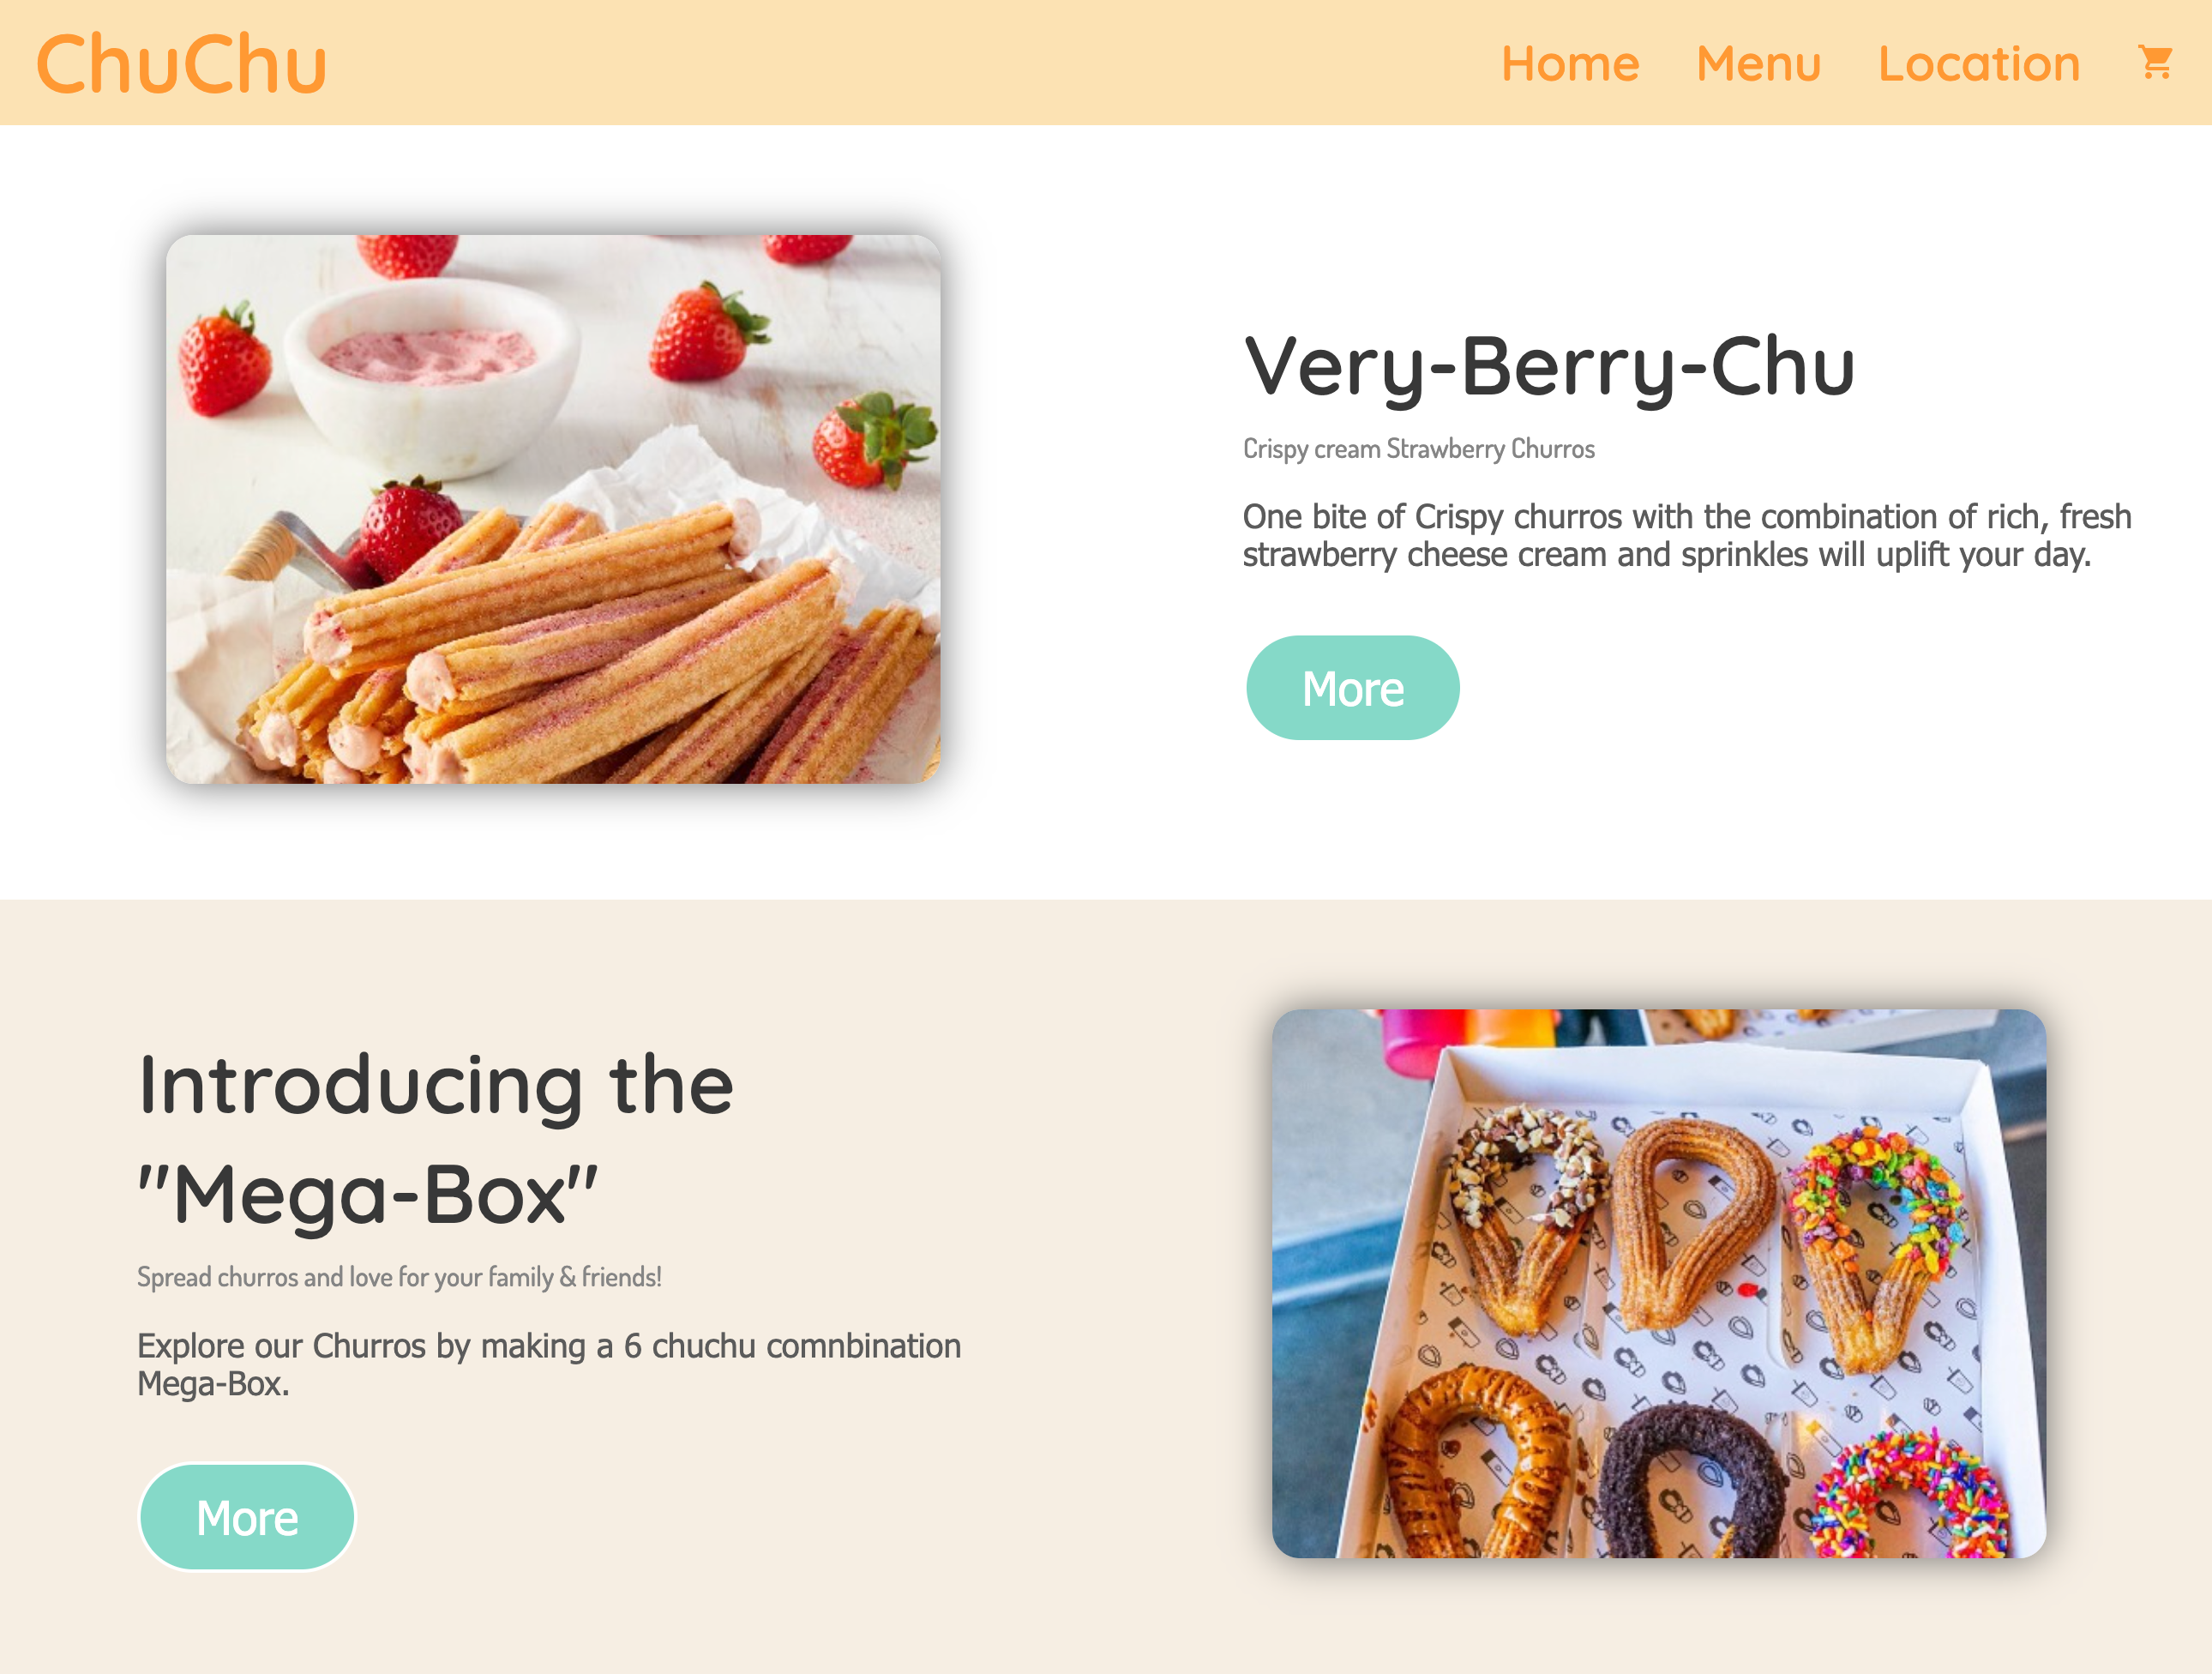 ChuChu
Home Menu Location
Very-Berry-Chu
Crispy cream Strawberry Churros
One bite of Crispy churros with the combination of rich, fresh
strawberry cheese cream and sprinkles will uplift your day.
More
Introducing the
"Mega-Box"
Spread churros and love for your family & friends!
Explore our Churros by making a 6 chuchu comnbination
Mega-Box.
More